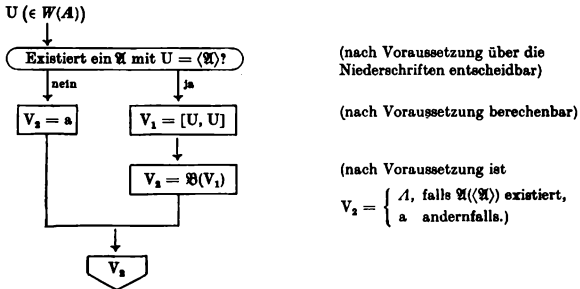 U (∈ W(A))
Existiert ein 𝔄 mit U = ⟨𝔄⟩?
(nach Voraussetzung über die
Niederschriften entscheidbar)
nein
ja
V₂ = a
V₁ = [U, U]
(nach Voraussetzung berechenbar)
V₂ = 𝔅(V₁)
(nach Voraussetzung ist
V₂ = { Λ, falls 𝔄(⟨𝔄⟩) existiert,
a andernfalls.)
V₂